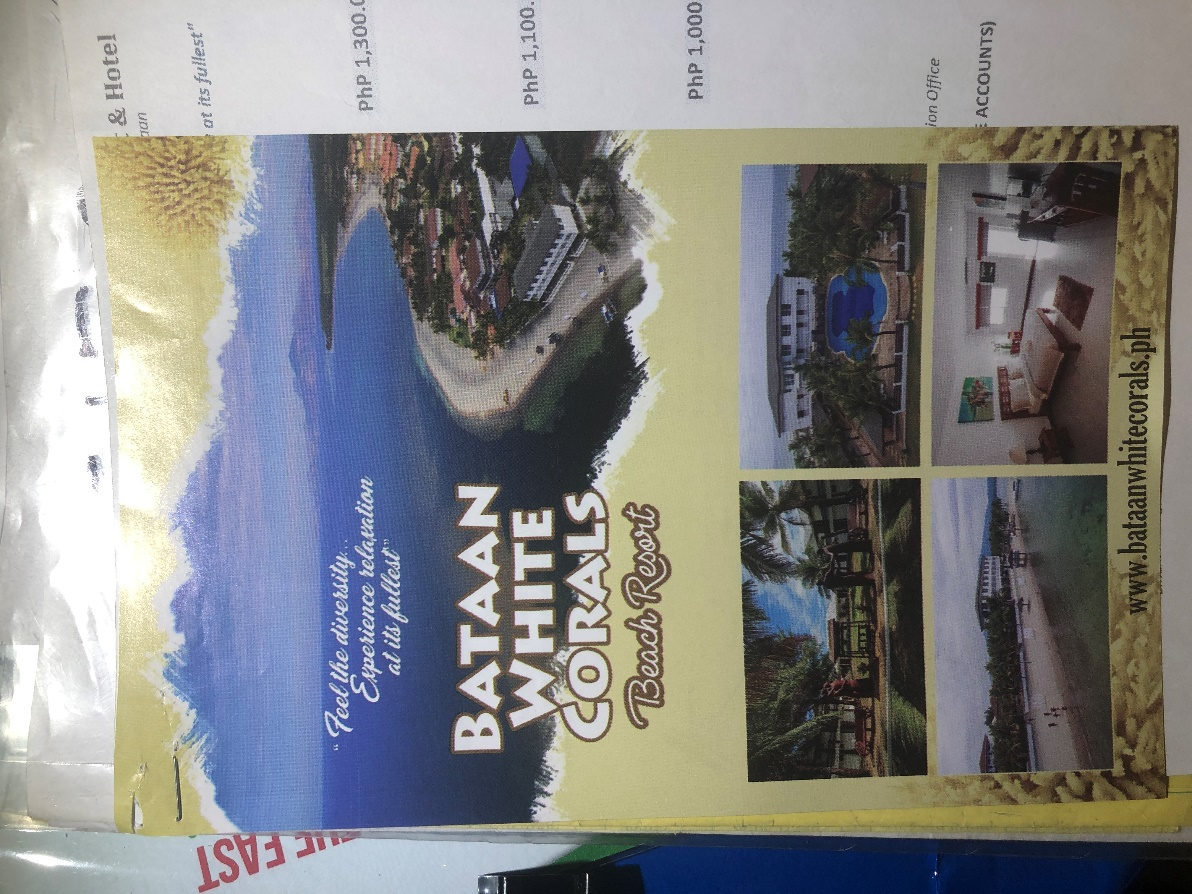 & Hotel
at its fullest"
PhP 1,300.0
PhP 1,100.
PhP 1,000
ion Office
ACCOUNTS)
"Feel the diversity...
Experience relaxation
at its fullest"
BATAAN
WHITE
CORALS
Beach Resort
www.bataanwhitecorals.ph
THE EAST